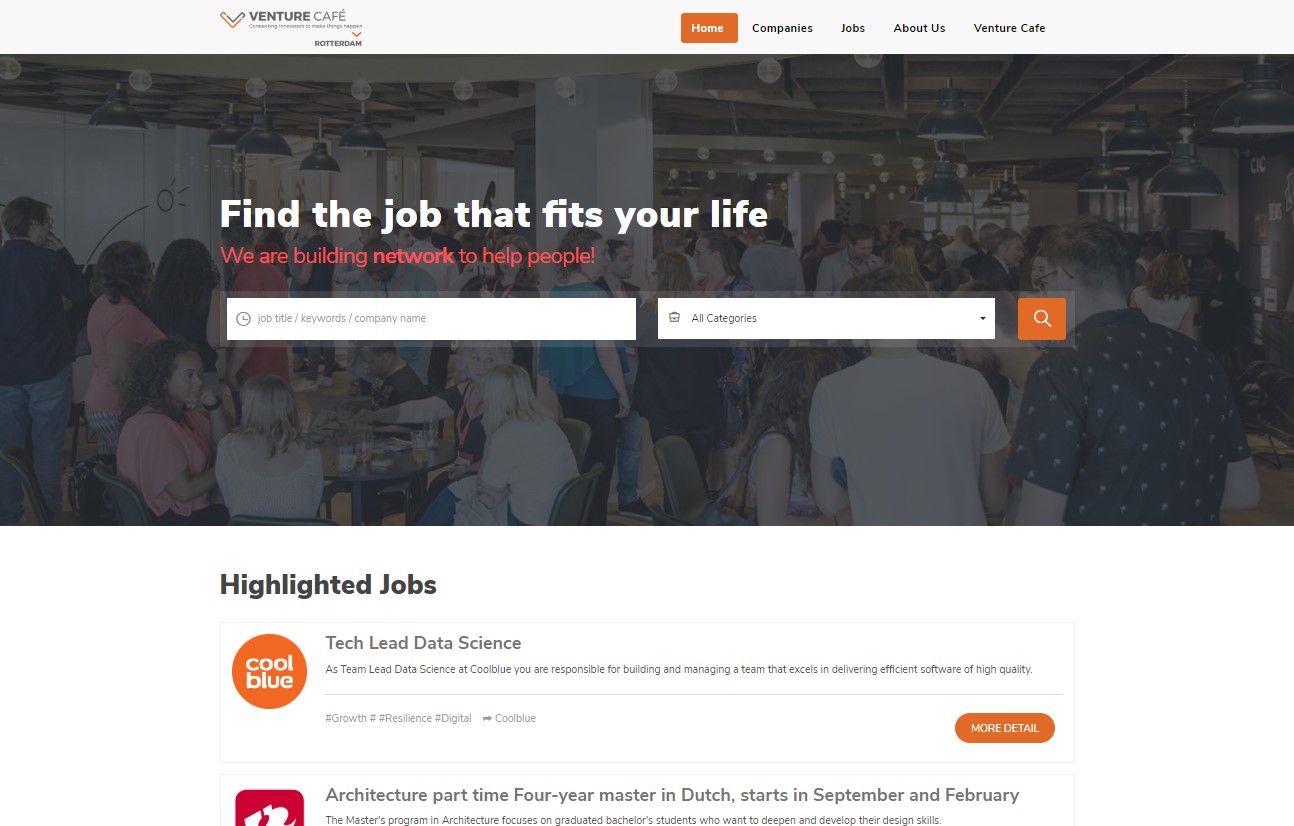 VENTURE CAFÉ
Connecting innovators to make things happen
ROTTERDAM
Home
Companies
Jobs
About Us
Venture Cafe
CIC
Find the job that fits your life
We are building network to help people!
job title / keywords / company name
All Categories
Highlighted Jobs
cool
blue
Tech Lead Data Science
As Team Lead Data Science at Coolblue you are responsible for building and managing a team that excels in delivering efficient software of high quality.
#Growth # #Resilience #Digital
Coolblue
MORE DETAIL
Architecture part time Four-year master in Dutch, starts in September and February
The Master's program in Architecture focuses on graduated bachelor's students who want to deepen and develop their design skills.